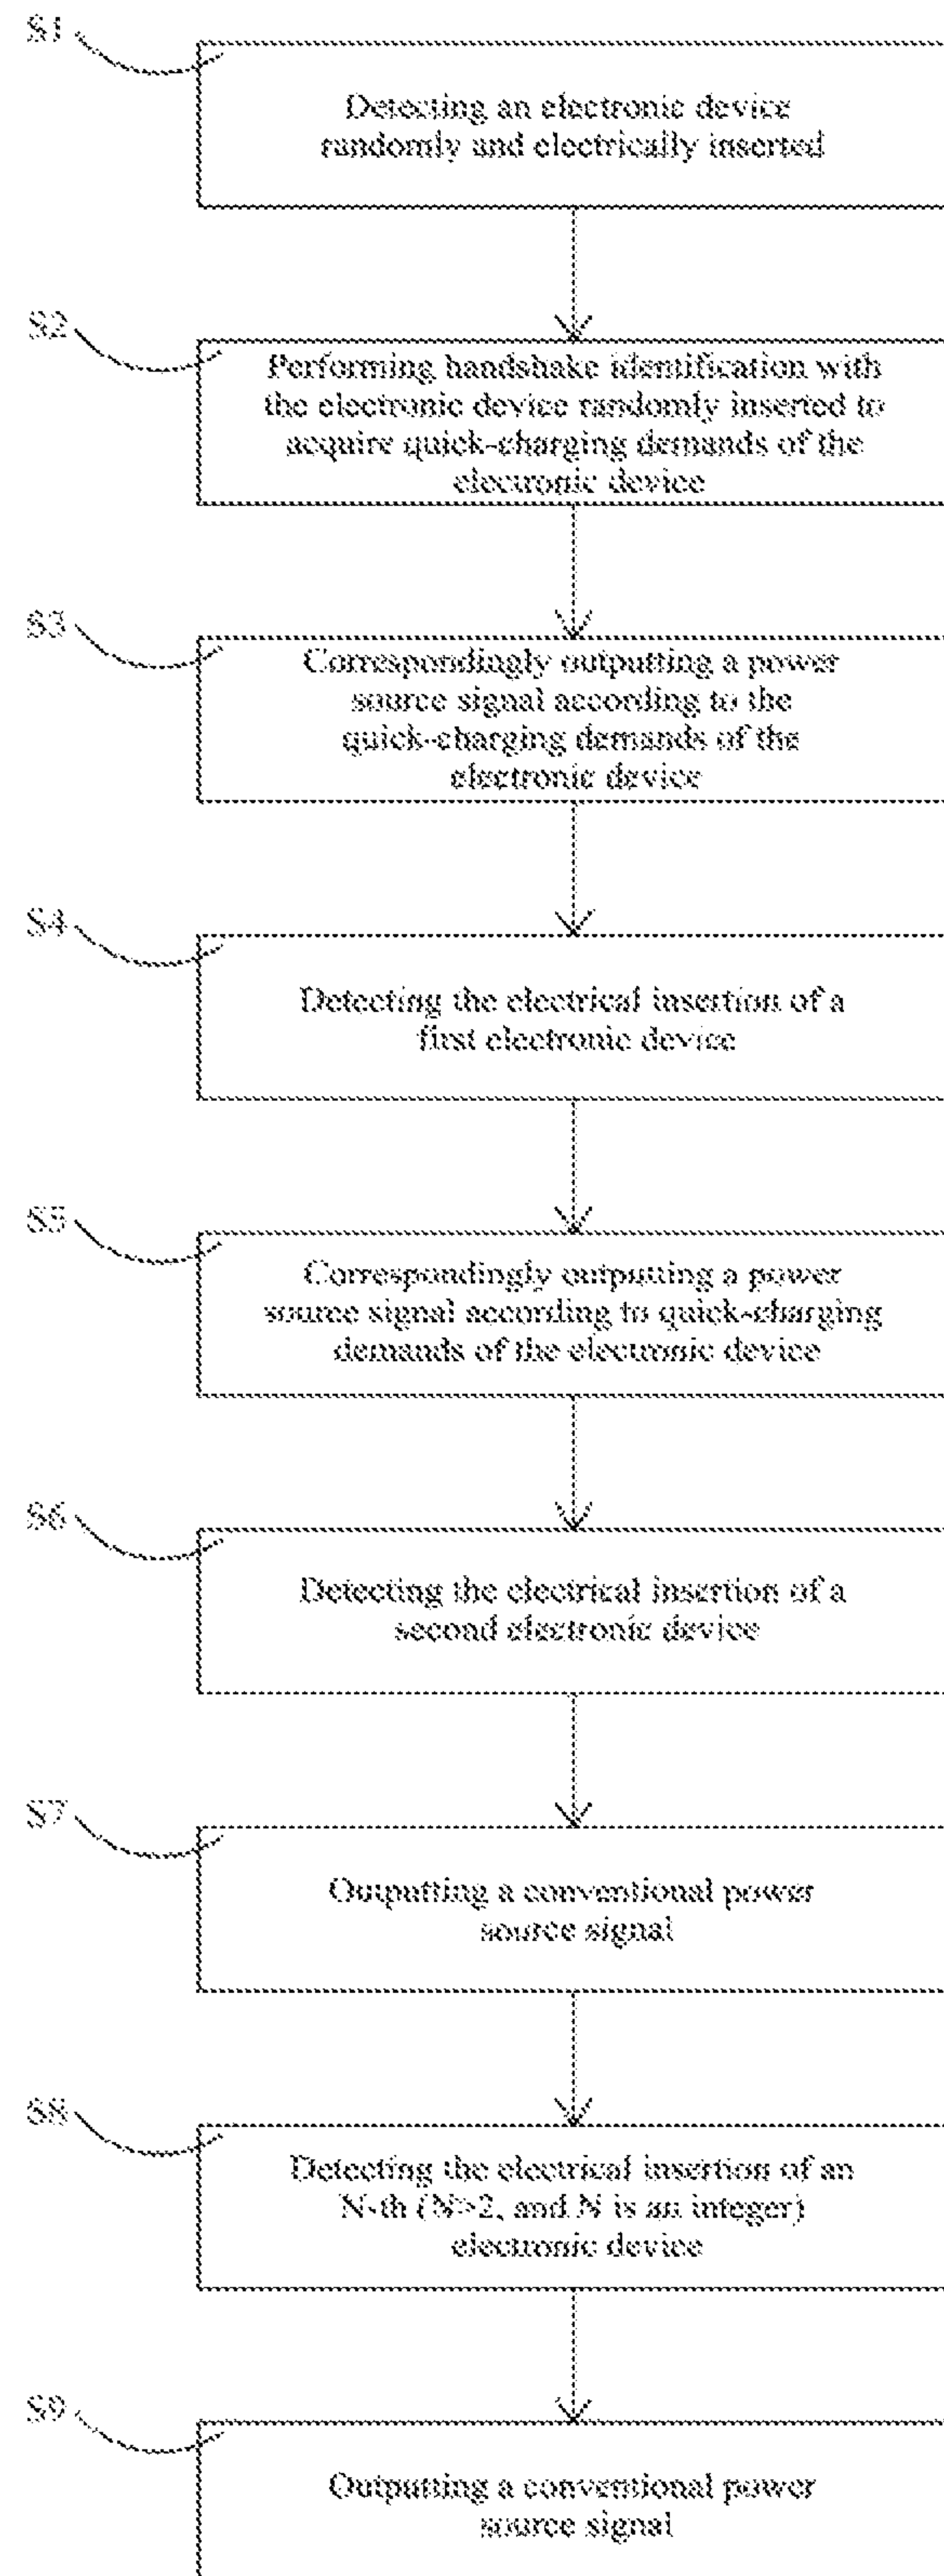 S1
Detecting an electronic device
randomly and electrically inserted
S2
Performing handshake identification with
the electronic device randomly inserted to
acquire quick-charging demands of the
electronic device
S3
Correspondingly outputting a power
source signal according to the
quick-charging demands of the
electronic device
S4
Detecting the electrical insertion of a
first electronic device
S5
Correspondingly outputting a power
source signal according to quick-charging
demands of the electronic device
S6
Detecting the electrical insertion of a
second electronic device
S7
Outputting a conventional power
source signal
S8
Detecting the electrical insertion of an
N-th (N>2, and N is an integer)
electronic device
S9
Outputting a conventional power
source signal